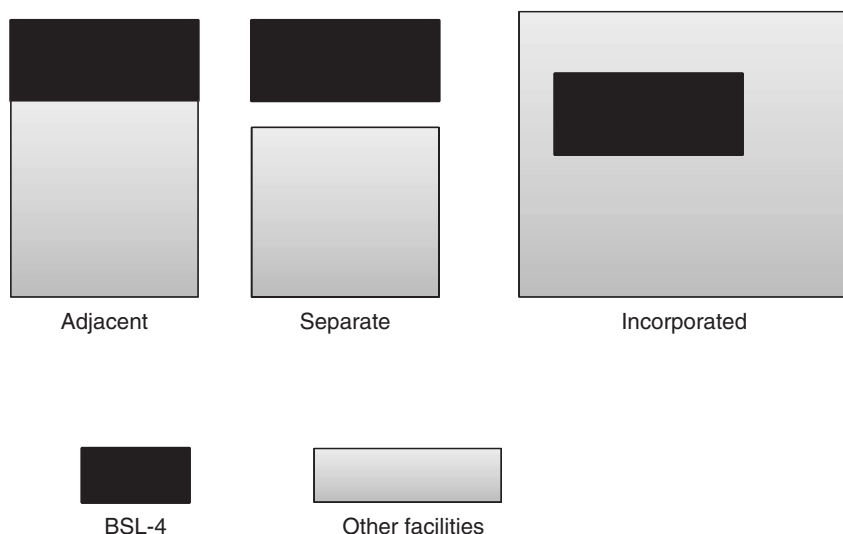 Adjacent
Separate
Incorporated
BSL-4
Other facilities